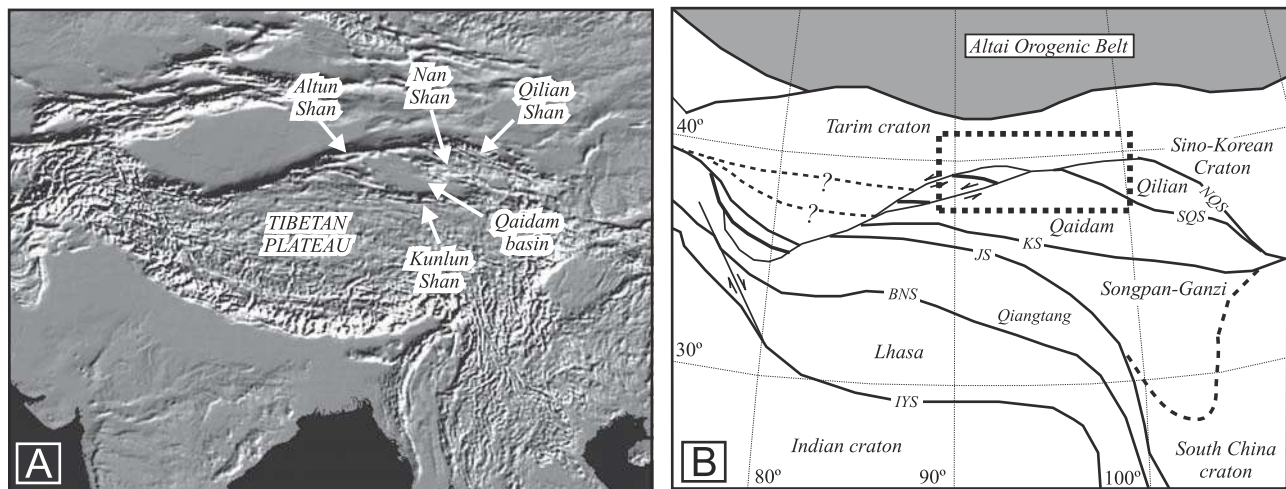 Altun
Shan
Nan
Shan
Qilian
Shan
TIBETAN
PLATEAU
Qaidam
basin
Kunlun
Shan
A
Altai Orogenic Belt
40º
Tarim craton
Sino-Korean
Craton
?
Qilian
NQS
?
SQS
Qaidam
KS
JS
Songpan-Ganzi
BNS
Qiangtang
30º
Lhasa
IYS
Indian craton
South China
craton
B
80º
90º
100º